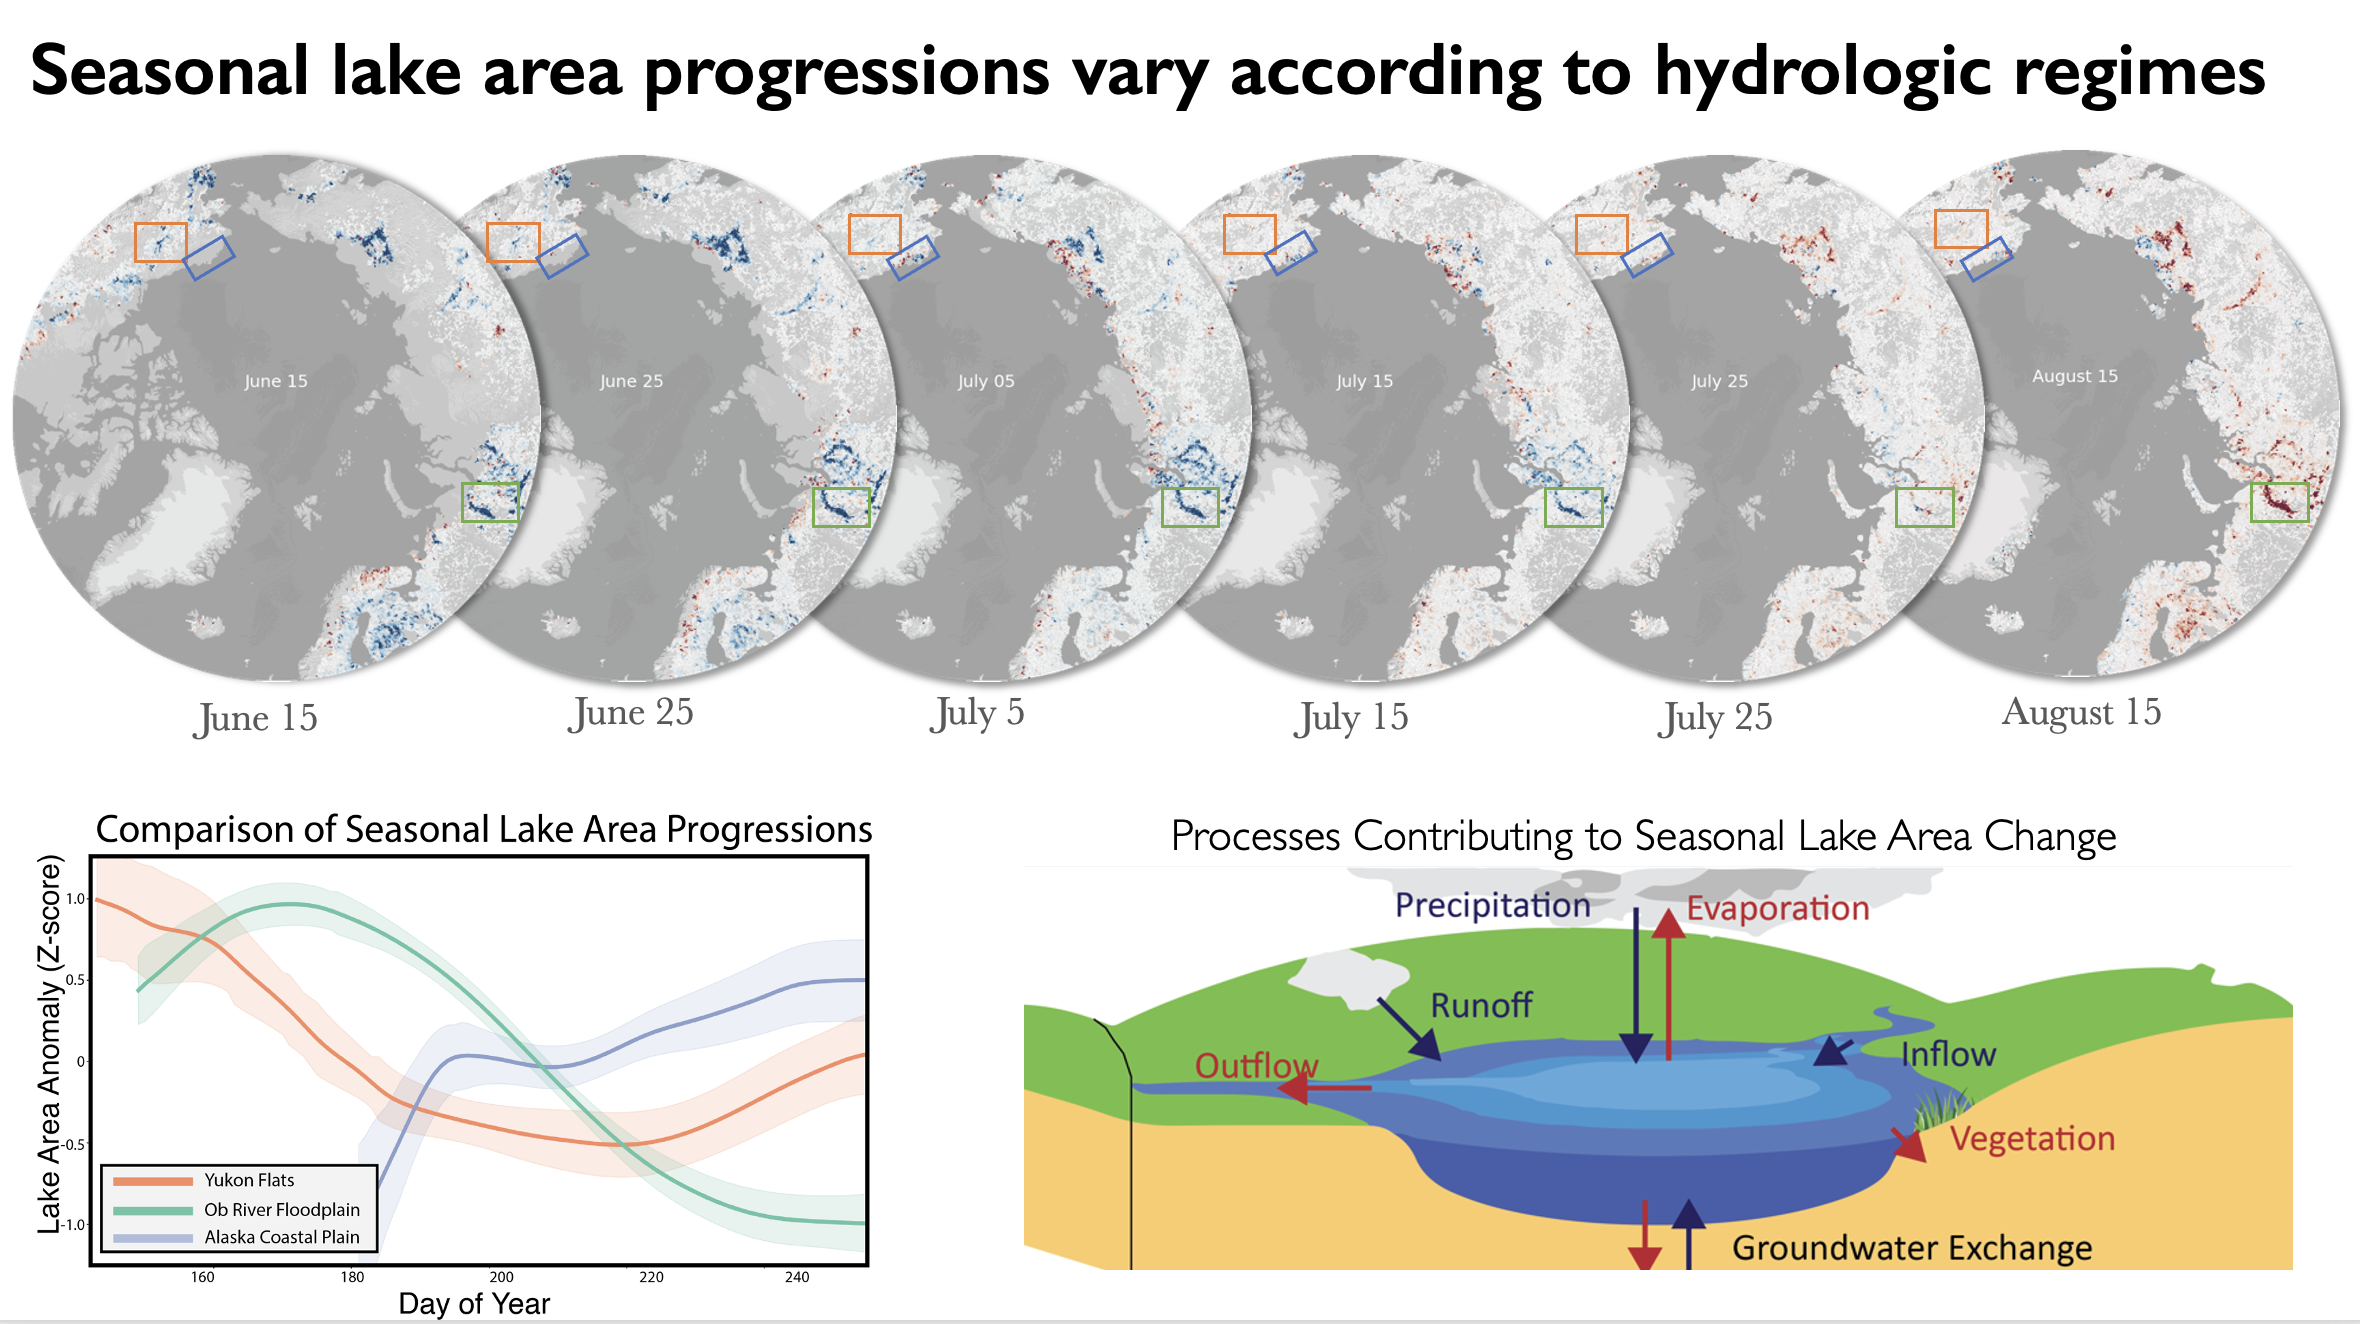 Seasonal lake area progressions vary according to hydrologic regimes
June 15
June 25
July 05
July 15
July 25
August 15
June 15
June 25
July 5
July 15
July 25
August 15
Comparison of Seasonal Lake Area Progressions
Lake Area Anomaly (Z-score)
1.0
0.5
0
-0.5
-1.0
Yukon Flats
Ob River Floodplain
Alaska Coastal Plain
160
180
200
220
240
Day of Year
Processes Contributing to Seasonal Lake Area Change
Precipitation
Evaporation
Runoff
Outflow
Inflow
Vegetation
Groundwater Exchange